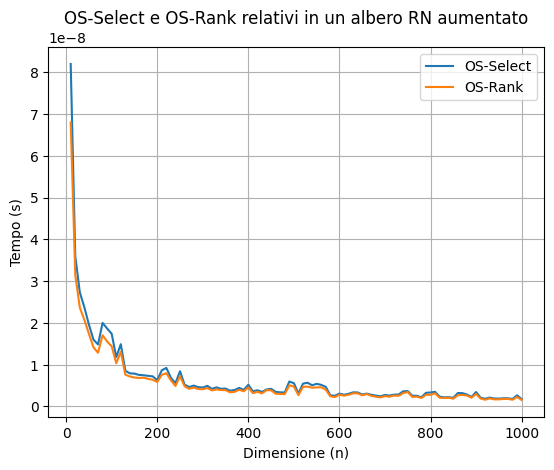 OS-Select e OS-Rank relativi in un albero RN aumentato
1e−8
OS-Select
OS-Rank
8
7
6
5
4
3
2
1
0
Tempo (s)
0 200 400 600 800 1000
Dimensione (n)